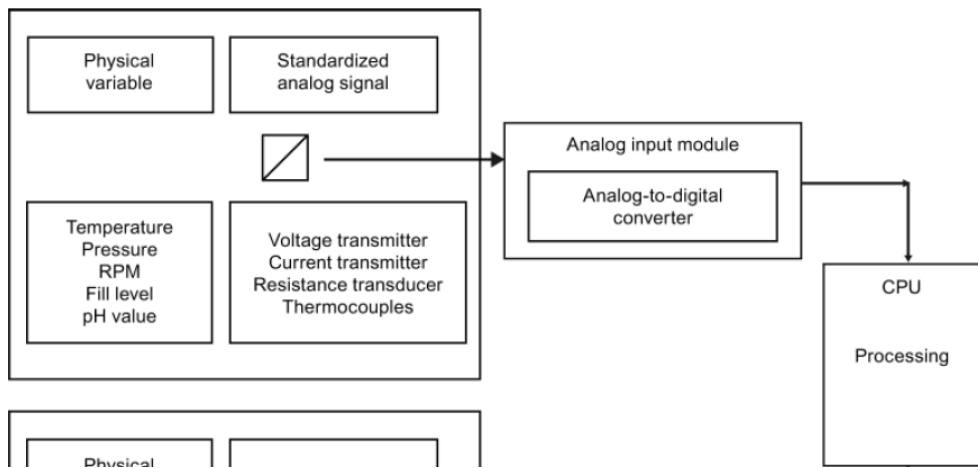 Physical
variable
Standardized
analog signal
Analog input module
Analog-to-digital
converter
Temperature
Pressure
RPM
Fill level
pH value
Voltage transmitter
Current transmitter
Resistance transducer
Thermocouples
CPU
Processing
Physical